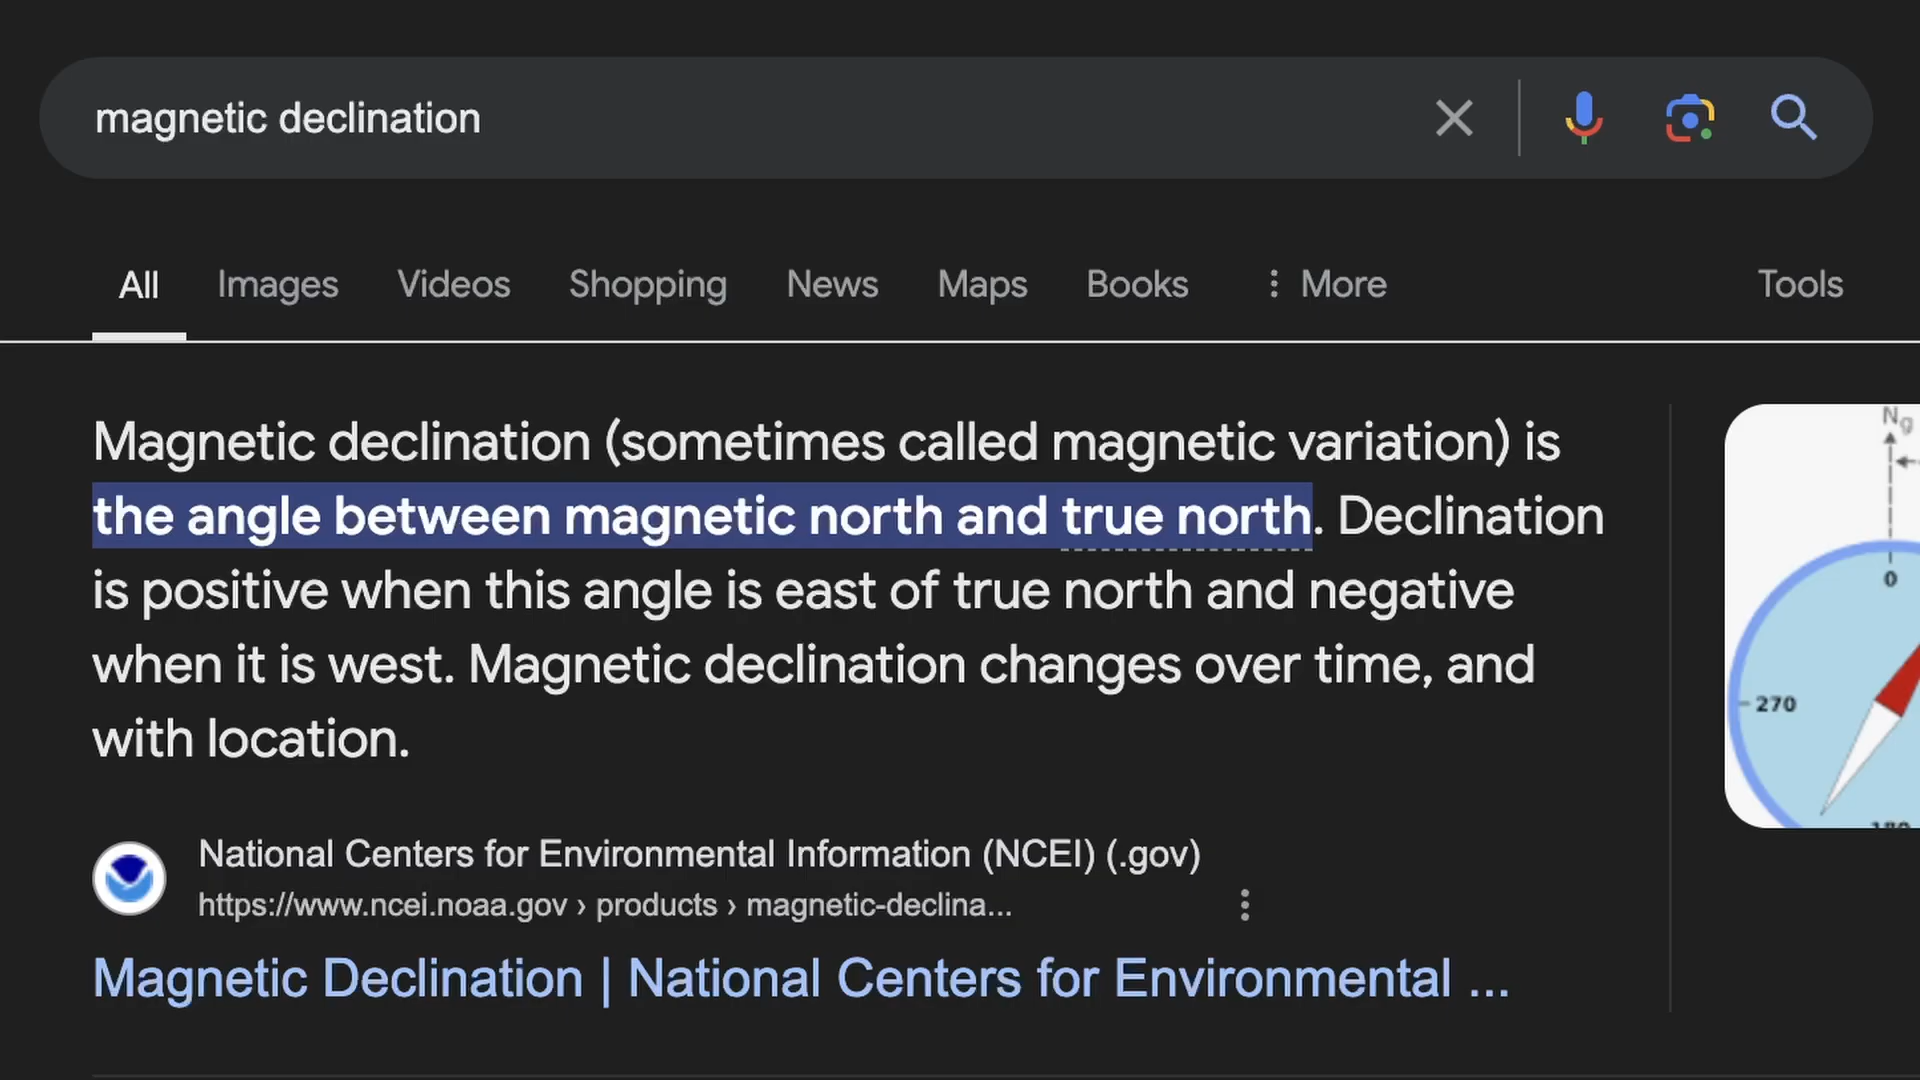 magnetic declination
All Images Videos Shopping News Maps Books More Tools
Magnetic declination (sometimes called magnetic variation) is
the angle between magnetic north and true north. Declination
is positive when this angle is east of true north and negative
when it is west. Magnetic declination changes over time, and
with location.
Ng
0
270
National Centers for Environmental Information (NCEI) (.gov)
https://www.ncei.noaa.gov › products › magnetic-declina...
Magnetic Declination | National Centers for Environmental ...